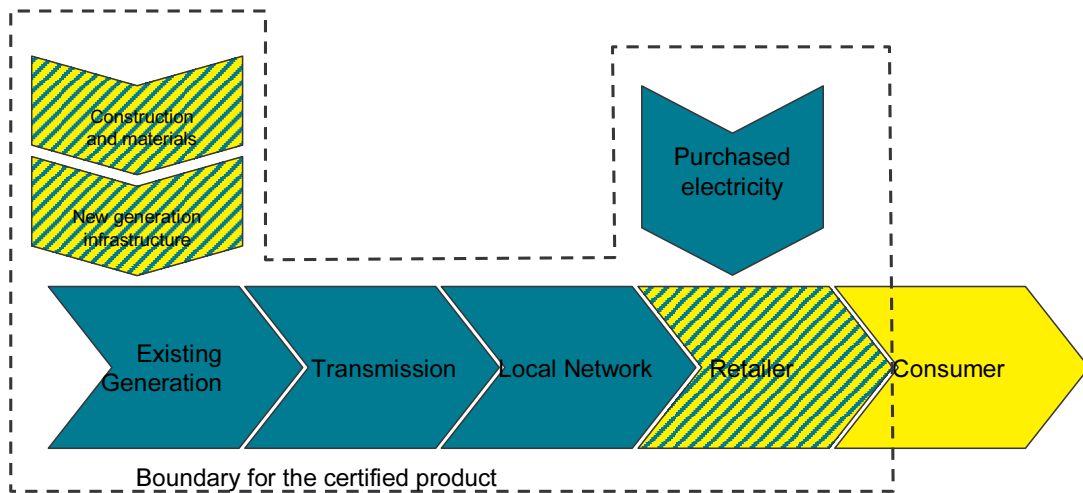 Construction
and materials
New generation
infrastructure
Purchased
electricity
Existing
Generation
Transmission
Local Network
Retailer
Consumer
Boundary for the certified product